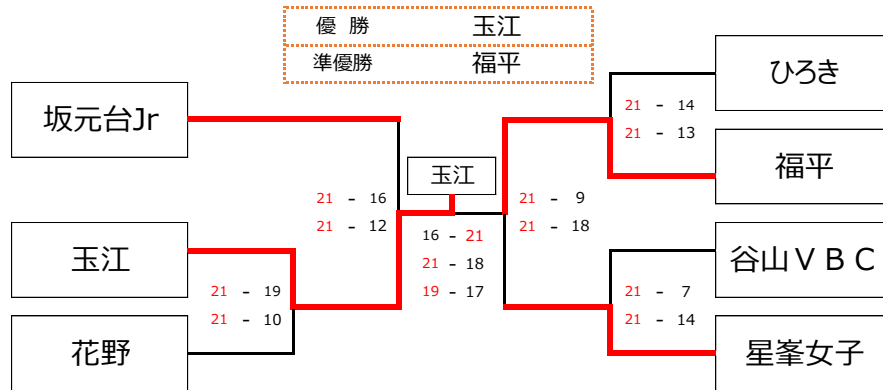 優 勝 玉江
準優勝 福平
坂元台Jr
玉江
花野
21 - 19
21 - 10
21 - 16
21 - 12
玉江
16 - 21
21 - 18
19 - 17
21 - 9
21 - 18
ひろき
福平
21 - 14
21 - 13
谷山ＶＢＣ
星峯女子
21 - 7
21 - 14